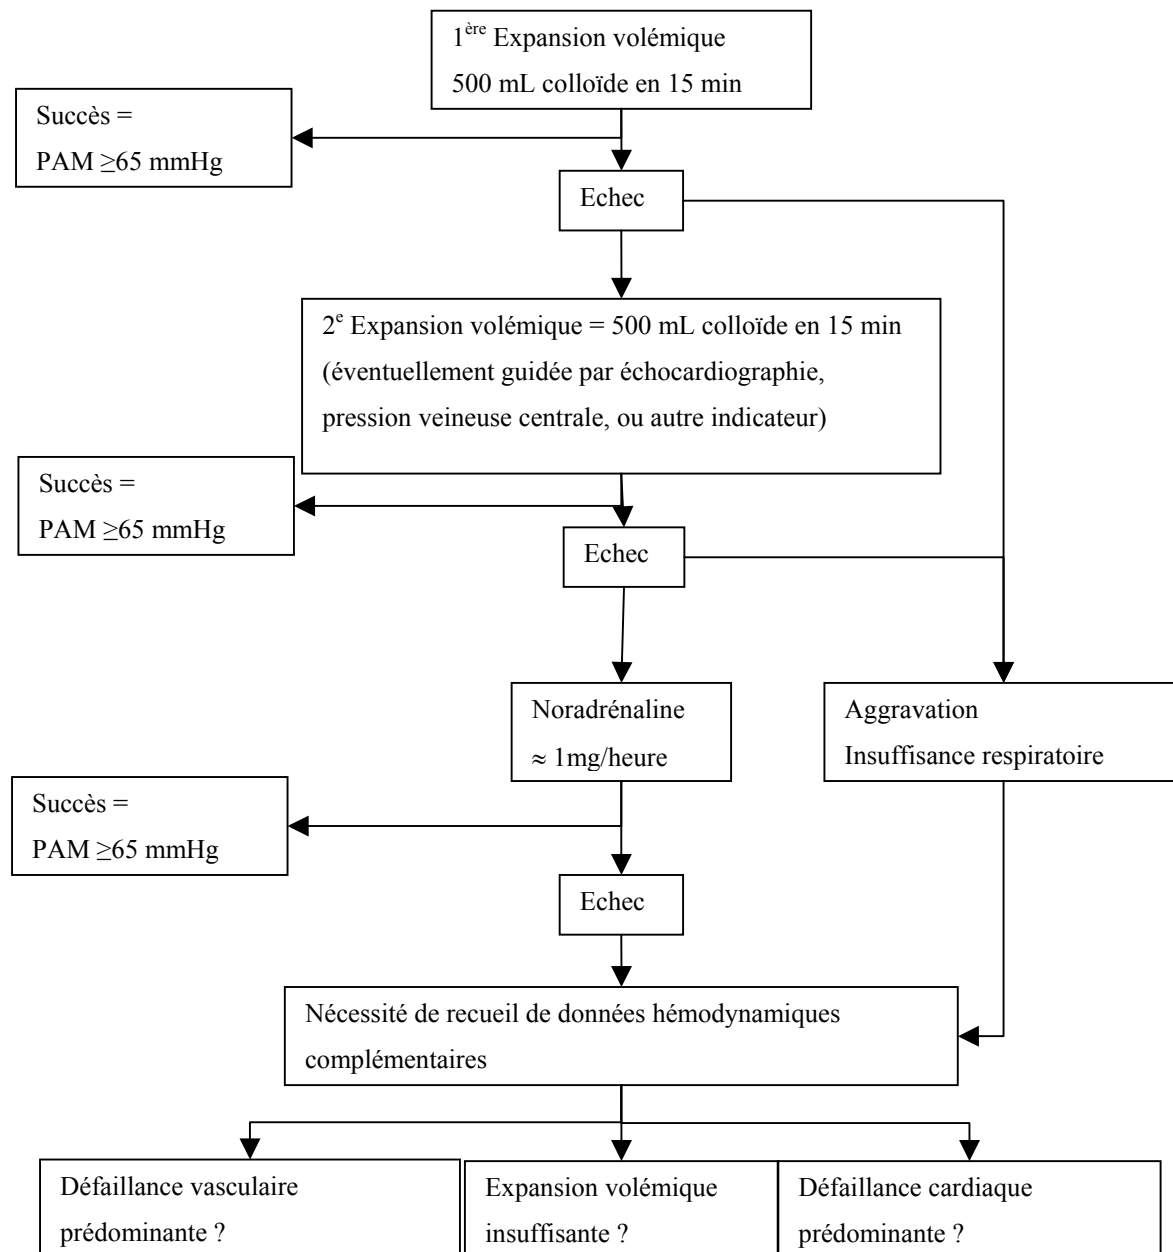 1ère Expansion volémique
500 mL colloïde en 15 min
Succès =
PAM ≥65 mmHg
Echec
2e Expansion volémique = 500 mL colloïde en 15 min
(éventuellement guidée par échocardiographie,
pression veineuse centrale, ou autre indicateur)
Succès =
PAM ≥65 mmHg
Echec
Noradrénaline
≈ 1mg/heure
Aggravation
Insuffisance respiratoire
Succès =
PAM ≥65 mmHg
Echec
Nécessité de recueil de données hémodynamiques
complémentaires
Défaillance vasculaire
prédominante ?
Expansion volémique
insuffisante ?
Défaillance cardiaque
prédominante ?